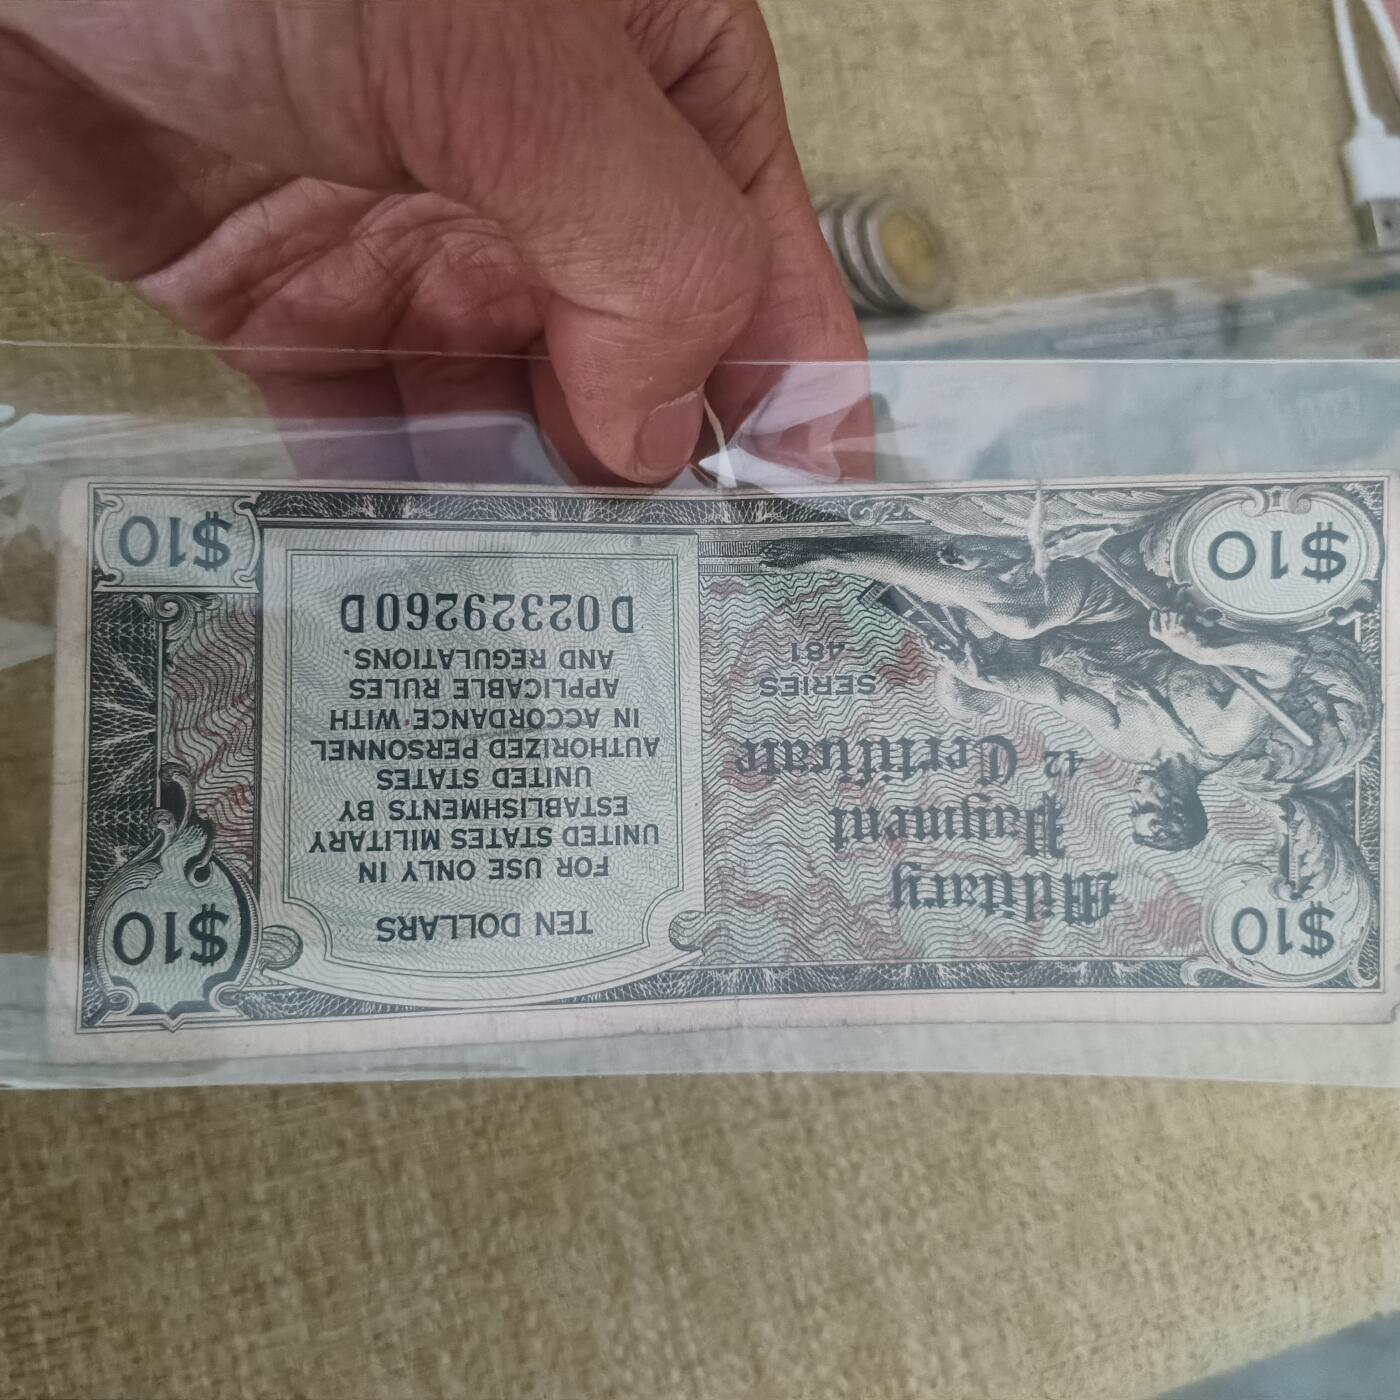 $10
$10
TEN DOLLARS
FOR USE ONLY IN
UNITED STATES MILITARY
ESTABLISHMENTS BY
UNITED STATES
AUTHORIZED PERSONNEL
IN ACCORDANCE WITH
APPLICABLE RULES
AND REGULATIONS.
D02329260D
Military
Payment
42 Certificate
SERIES
481
$10
$10